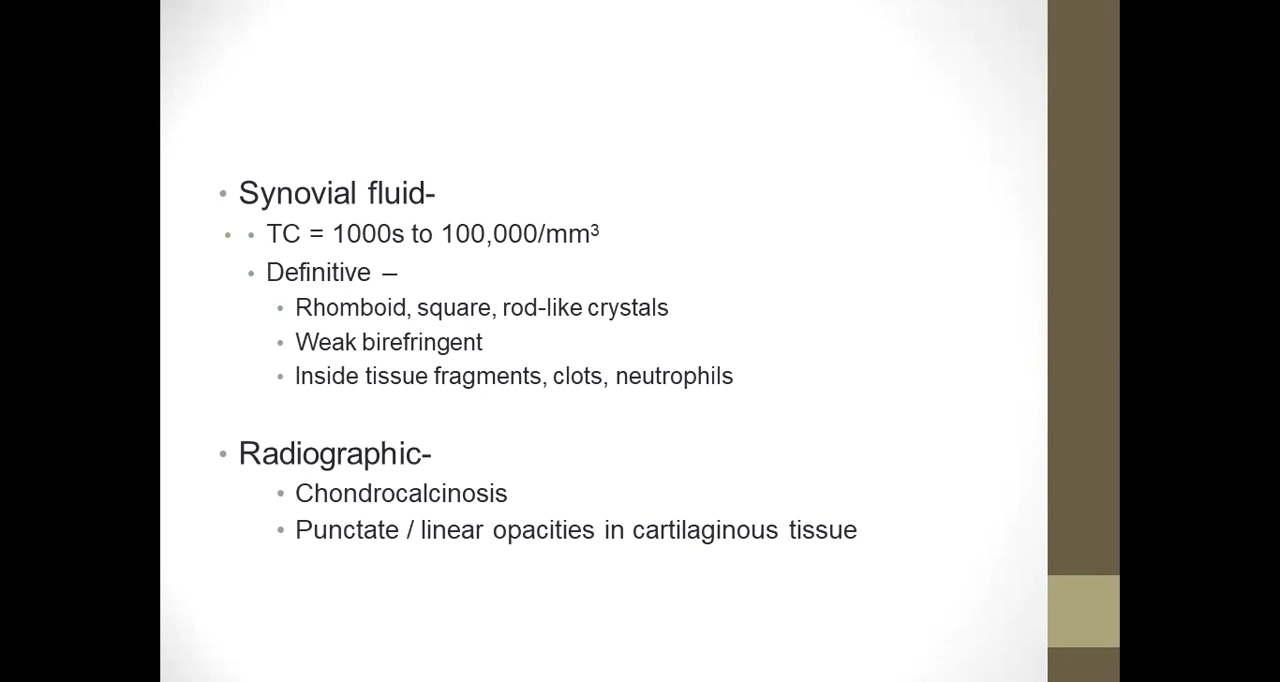 • Synovial fluid-
• • TC = 1000s to 100,000/mm³
• Definitive –
• Rhomboid, square, rod-like crystals
• Weak birefringent
• Inside tissue fragments, clots, neutrophils
• Radiographic-
• Chondrocalcinosis
• Punctate / linear opacities in cartilaginous tissue